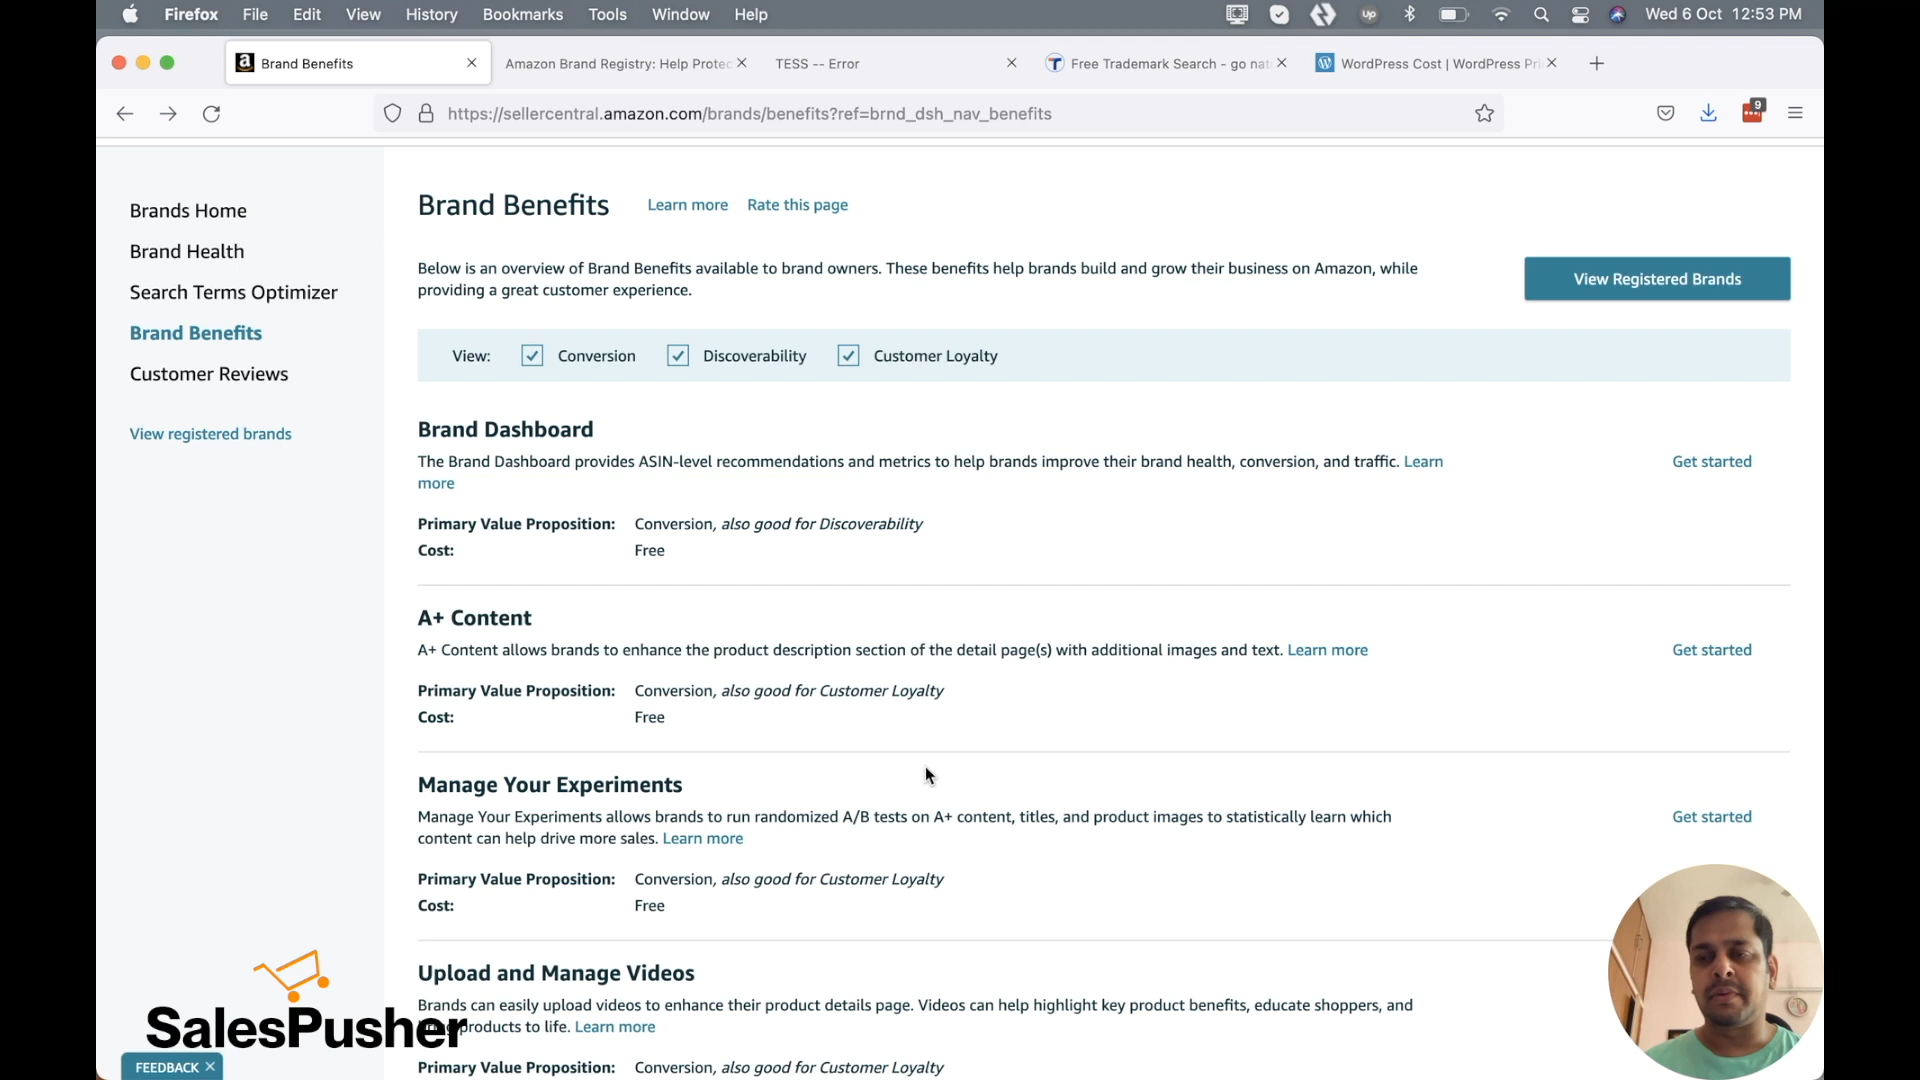 Firefox File Edit View History Bookmarks Tools Window Help
Up
Wed 6 Oct 12:53 PM
Brand Benefits
Amazon Brand Registry: Help Protec
TESS -- Error
Free Trademark Search - go nat
WordPress Cost | WordPress Pri
https://sellercentral.amazon.com/brands/benefits?ref=brnd_dsh_nav_benefits
9
Brands Home
Brand Health
Search Terms Optimizer
Brand Benefits
Customer Reviews
View registered brands
Brand Benefits Learn more Rate this page
Below is an overview of Brand Benefits available to brand owners. These benefits help brands build and grow their business on Amazon, while
providing a great customer experience.
View Registered Brands
View: Conversion Discoverability Customer Loyalty
Brand Dashboard
The Brand Dashboard provides ASIN-level recommendations and metrics to help brands improve their brand health, conversion, and traffic. Learn
more
Get started
Primary Value Proposition: Conversion, also good for Discoverability
Cost: Free
A+ Content
A+ Content allows brands to enhance the product description section of the detail page(s) with additional images and text. Learn more
Get started
Primary Value Proposition: Conversion, also good for Customer Loyalty
Cost: Free
Manage Your Experiments
Manage Your Experiments allows brands to run randomized A/B tests on A+ content, titles, and product images to statistically learn which
content can help drive more sales. Learn more
Get started
Primary Value Proposition: Conversion, also good for Customer Loyalty
Cost: Free
Upload and Manage Videos
Brands can easily upload videos to enhance their product details page. Videos can help highlight key product benefits, educate shoppers, and
products to life. Learn more
Primary Value Proposition: Conversion, also good for Customer Loyalty
SalesPusher
FEEDBACK